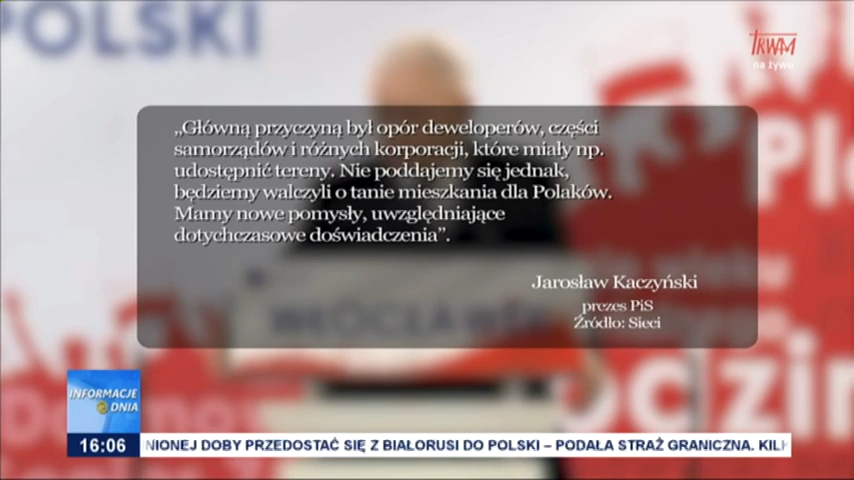 POLSKI
TRWAM
na żywo
„Główną przyczyną był opór deweloperów, części
samorządów i różnych korporacji, które miały np.
udostępnić tereny. Nie poddajemy się jednak,
będziemy walczyli o tanie mieszkania dla Polaków.
Mamy nowe pomysły, uwzględniające
dotychczasowe doświadczenia”.
Jarosław Kaczyński
prezes PiS
Źródło: Sieci
WŁOCŁAWEK
INFORMACJE
DNIA
16:06
NIONEJ DOBY PRZEDOSTAĆ SIĘ Z BIAŁORUSI DO POLSKI – PODAŁA STRAŻ GRANICZNA. KILK